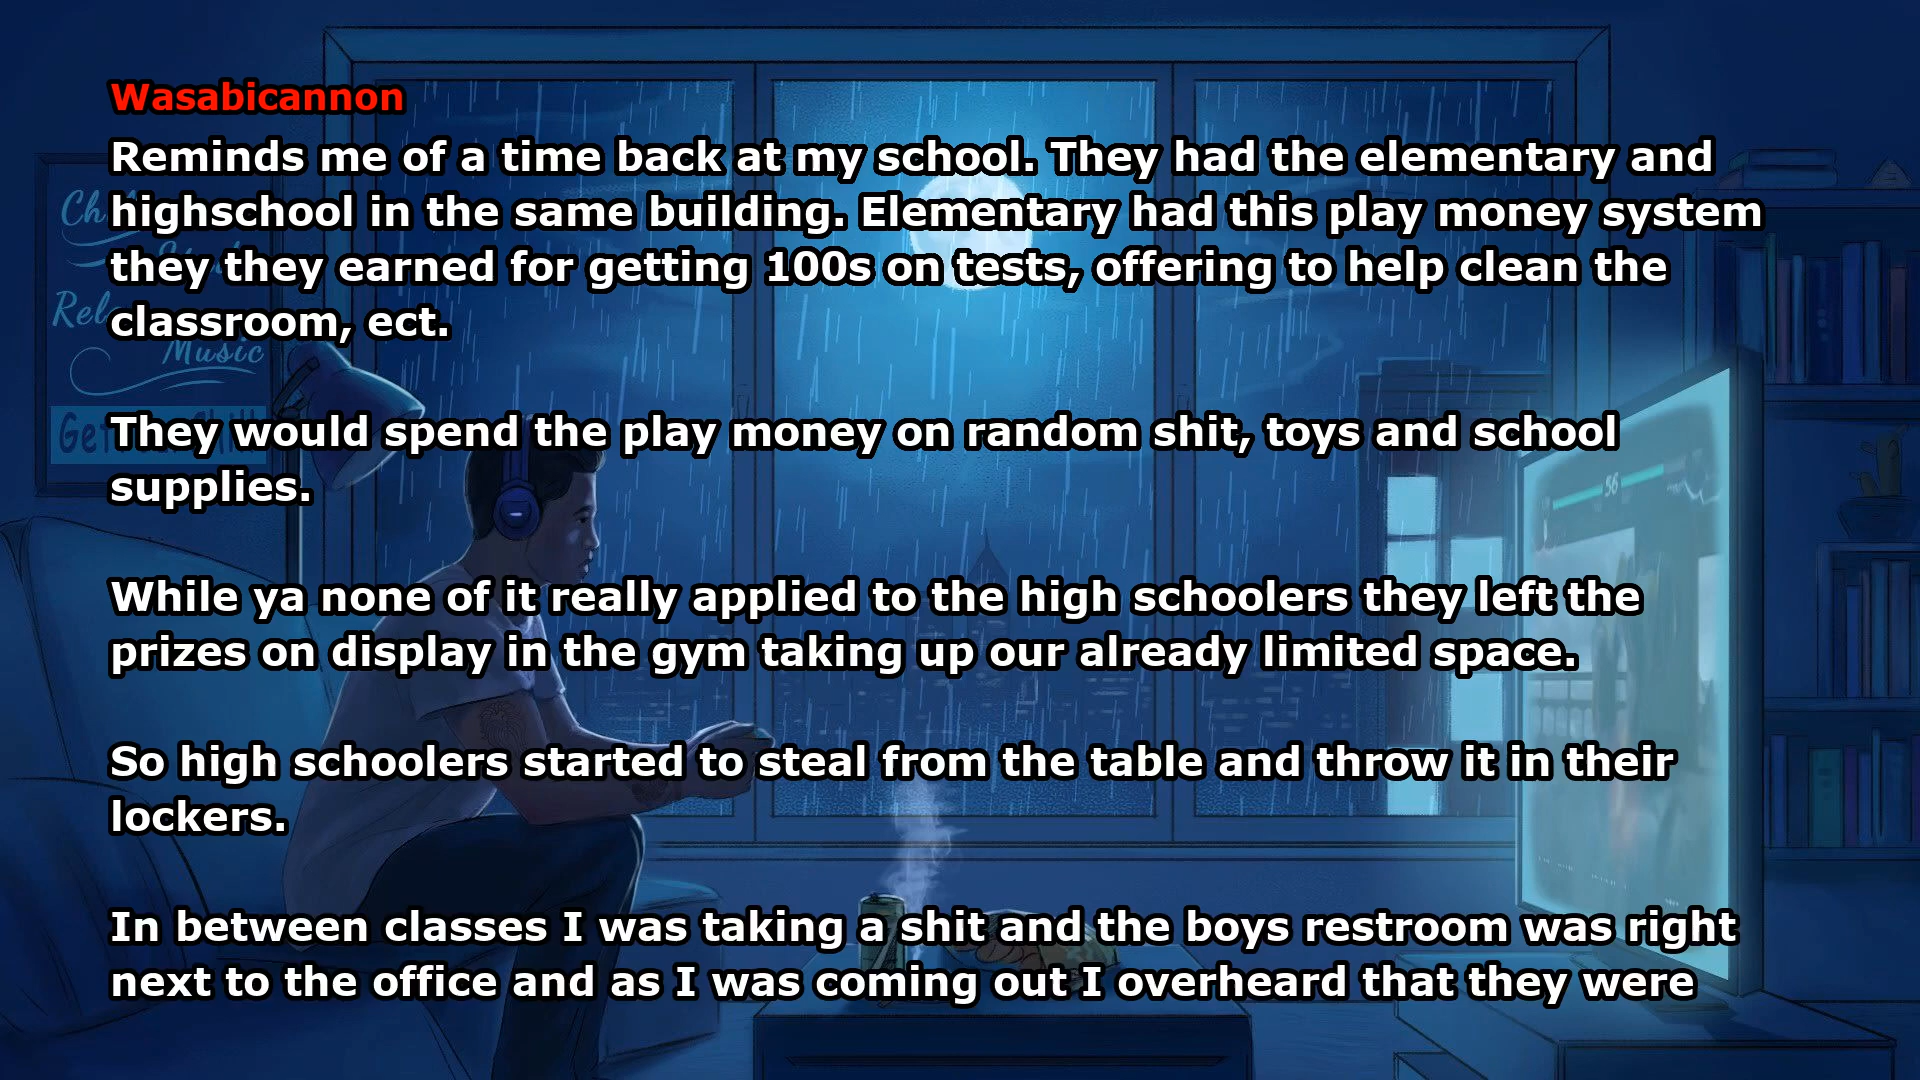 Wasabicannon
Reminds me of a time back at my school. They had the elementary and
highschool in the same building. Elementary had this play money system
they they earned for getting 100s on tests, offering to help clean the
classroom, ect.
They would spend the play money on random shit, toys and school
supplies.
While ya none of it really applied to the high schoolers they left the
prizes on display in the gym taking up our already limited space.
So high schoolers started to steal from the table and throw it in their
lockers.
In between classes I was taking a shit and the boys restroom was right
next to the office and as I was coming out I overheard that they were
Music
56